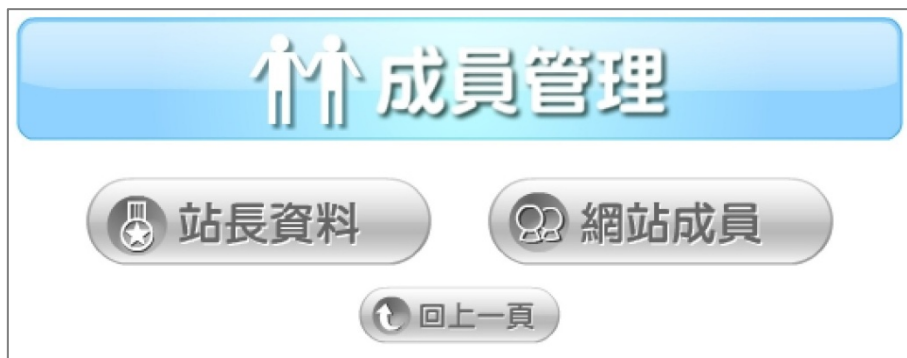 成員管理
站長資料
網站成員
回上一頁